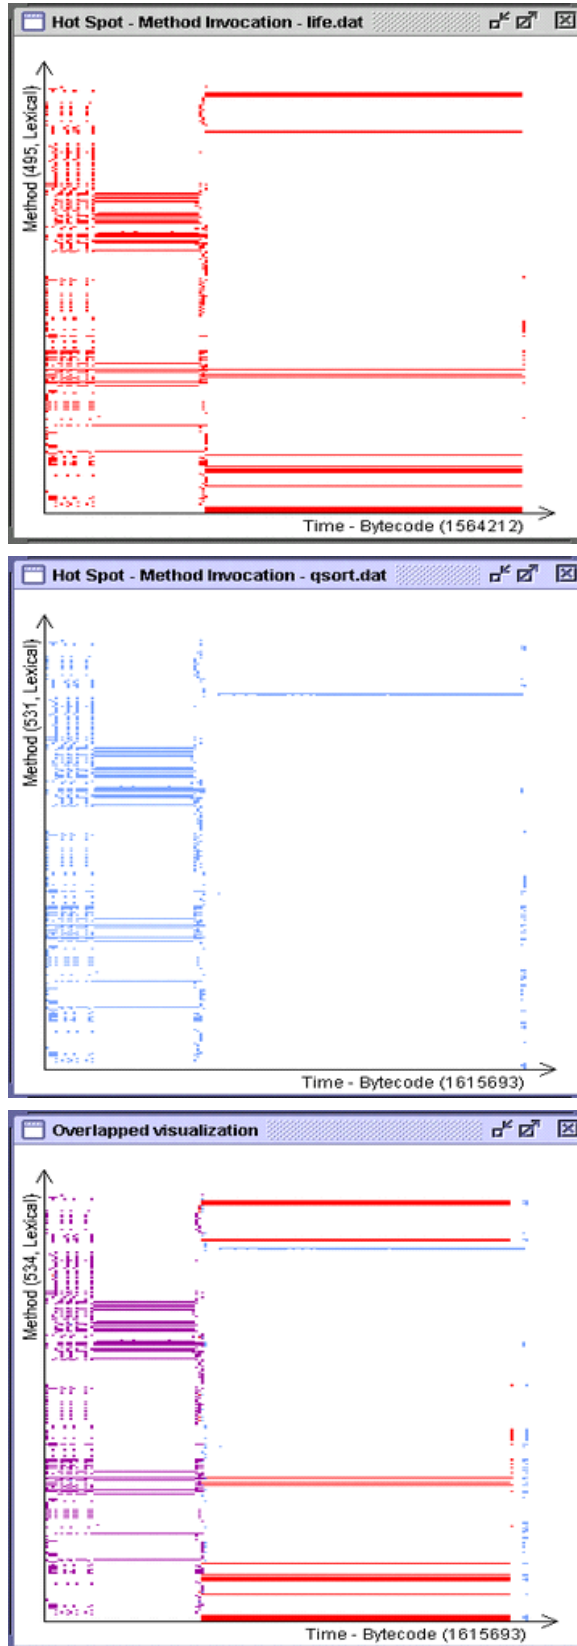 Hot Spot - Method Invocation - life.dat
Method (495, Lexical)
Time - Bytecode (1564212)
Hot Spot - Method Invocation - qsort.dat
Method (531, Lexical)
Time - Bytecode (1615693)
Overlapped visualization
Method (534, Lexical)
Time - Bytecode (1615693)